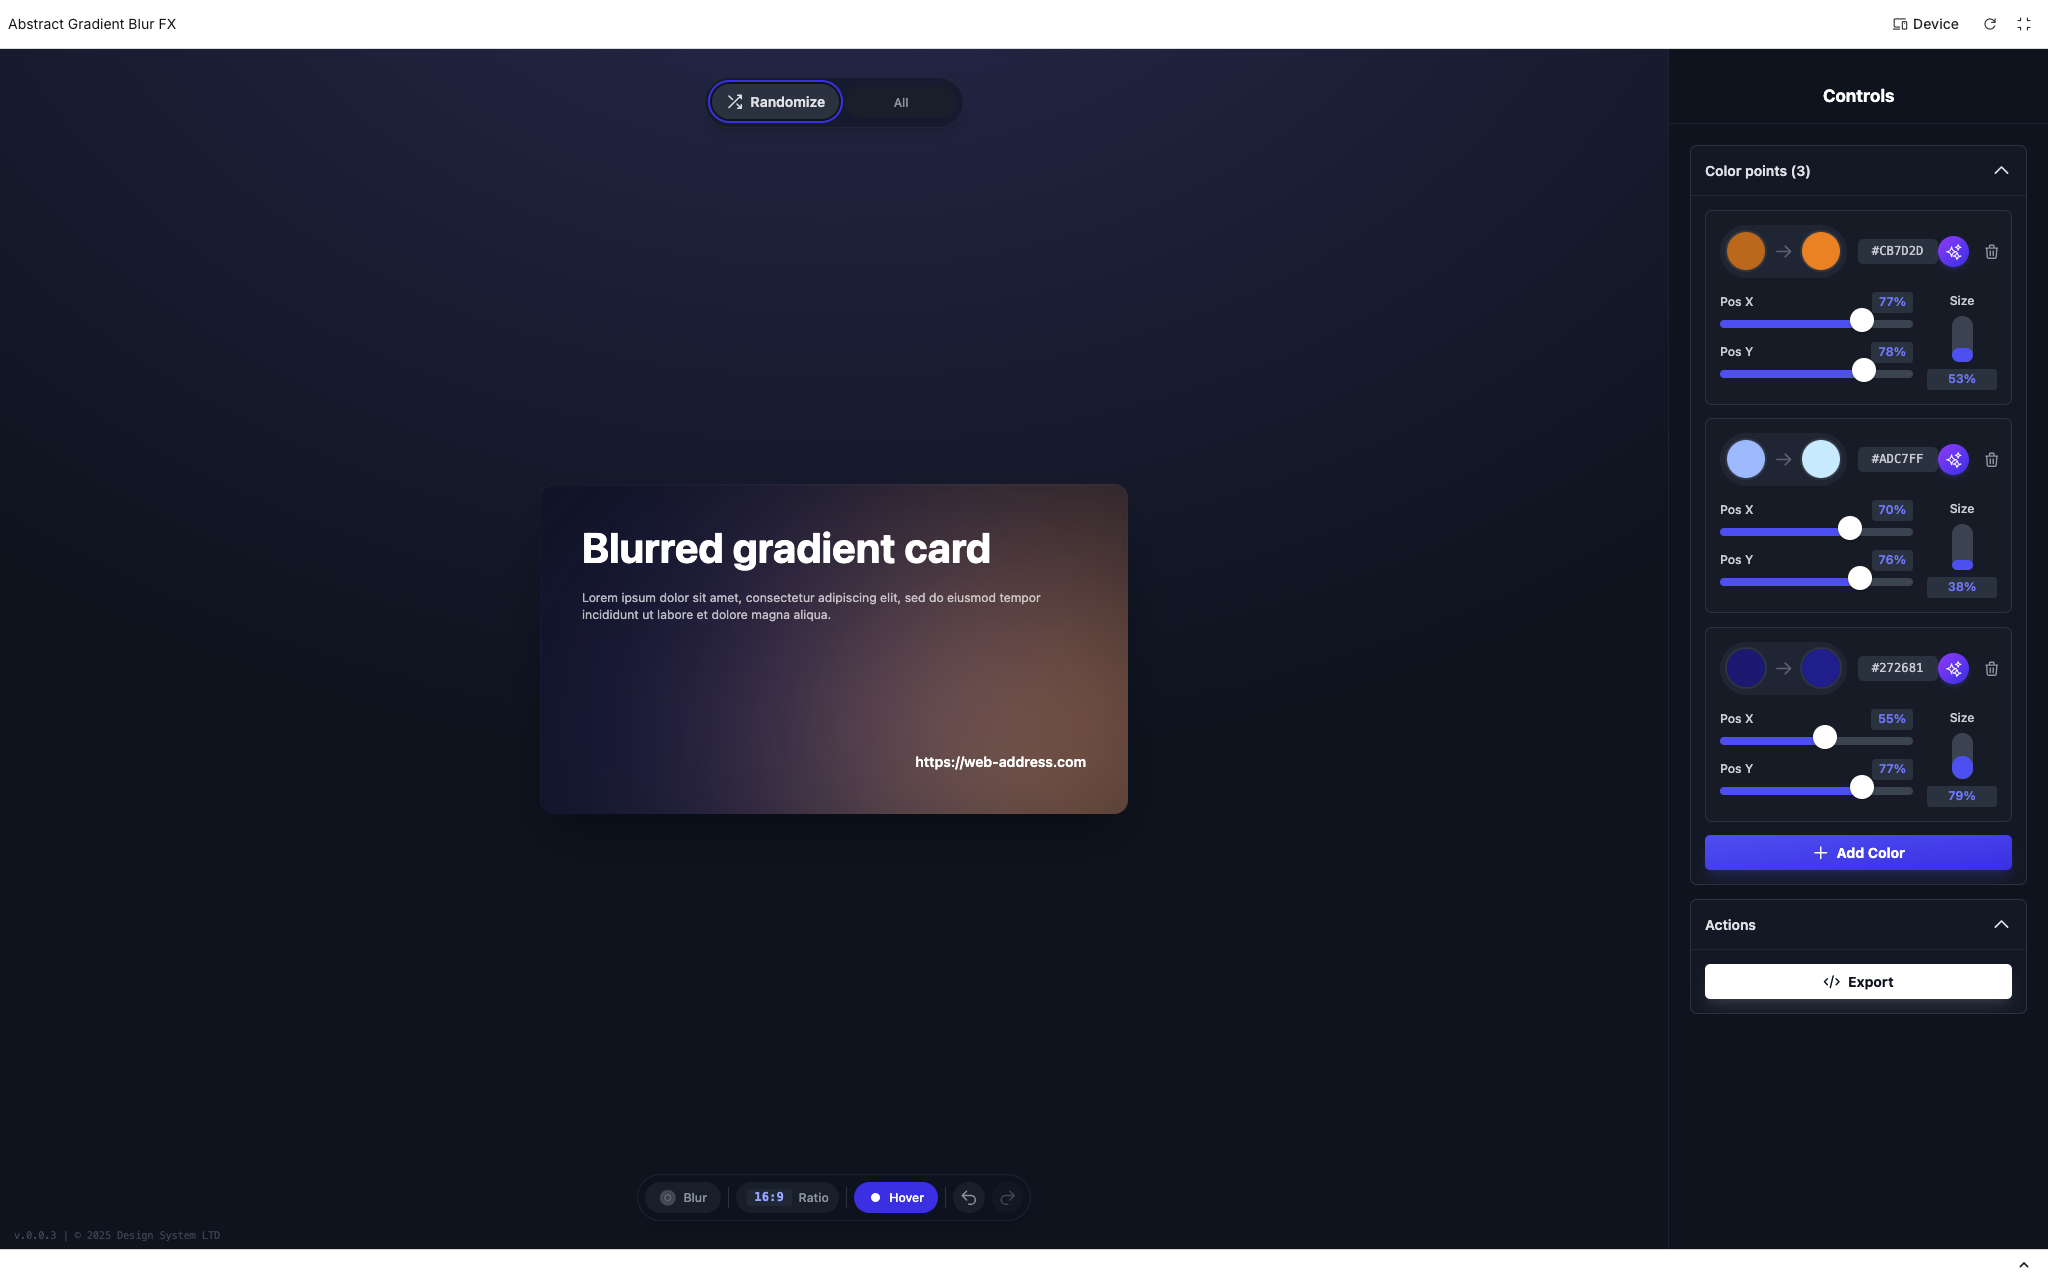 Abstract Gradient Blur FX
Device
Randomize
All
Controls
Color points (3)
#CB7D2D
Pos X
77%
Size
Pos Y
78%
53%
#ADC7FF
Pos X
70%
Size
Pos Y
76%
38%
#272681
Pos X
55%
Size
Pos Y
77%
79%
Add Color
Actions
</> Export
Blurred gradient card
Lorem ipsum dolor sit amet, consectetur adipiscing elit, sed do eiusmod tempor
incididunt ut labore et dolore magna aliqua.
https://web-address.com
Blur
16:9 Ratio
Hover
v.0.0.3 | © 2025 Design System LTD